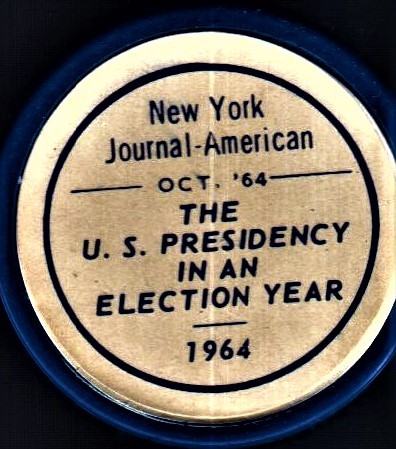 New York
Journal-American
OCT. '64
THE
U. S. PRESIDENCY
IN AN
ELECTION YEAR
1964